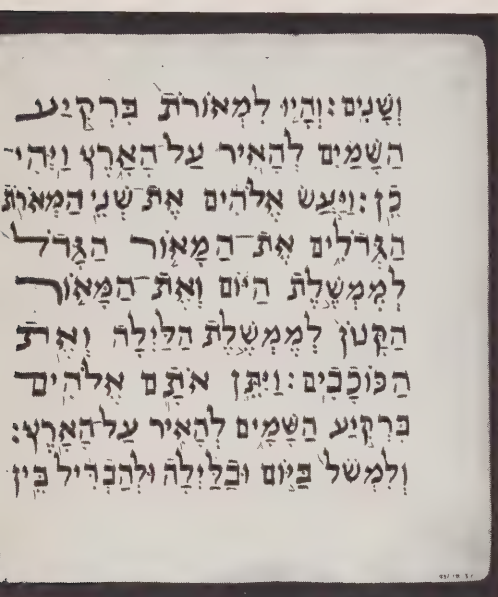 וְשָׁנִים׃ וְהָיוּ לִמְאוֹרֹת בִּרְקִיעַ
הַשָּׁמַיִם לְהָאִיר עַל־הָאָרֶץ וַיְהִי־
כֵן׃ וַיַּעַשׂ אֱלֹהִים אֶת־שְׁנֵי הַמְּאֹרֹת
הַגְּדֹלִים אֶת־הַמָּאוֹר הַגָּדֹל
לְמֶמְשֶׁלֶת הַיּוֹם וְאֶת־הַמָּאוֹר
הַקָּטֹן לְמֶמְשֶׁלֶת הַלַּיְלָה וְאֵת
הַכּוֹכָבִים׃ וַיִּתֵּן אֹתָם אֱלֹהִים
בִּרְקִיעַ הַשָּׁמָיִם לְהָאִיר עַל־הָאָרֶץ׃
וְלִמְשֹׁל בַּיּוֹם וּבַלַּיְלָה וּלְהַבְדִּיל בֵּין